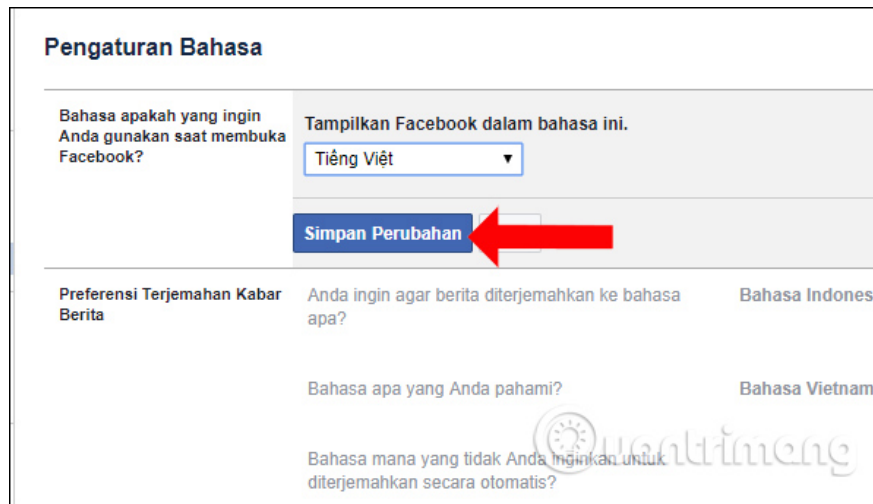 Pengaturan Bahasa
Bahasa apakah yang ingin
Anda gunakan saat membuka
Facebook?
Tampilkan Facebook dalam bahasa ini.
Tiếng Việt
Simpan Perubahan
Preferensi Terjemahan Kabar
Berita
Anda ingin agar berita diterjemahkan ke bahasa
apa?
Bahasa Indones
Bahasa apa yang Anda pahami?
Bahasa Vietnam
Bahasa mana yang tidak Anda inginkan untuk
diterjemahkan secara otomatis?
Quantrimang